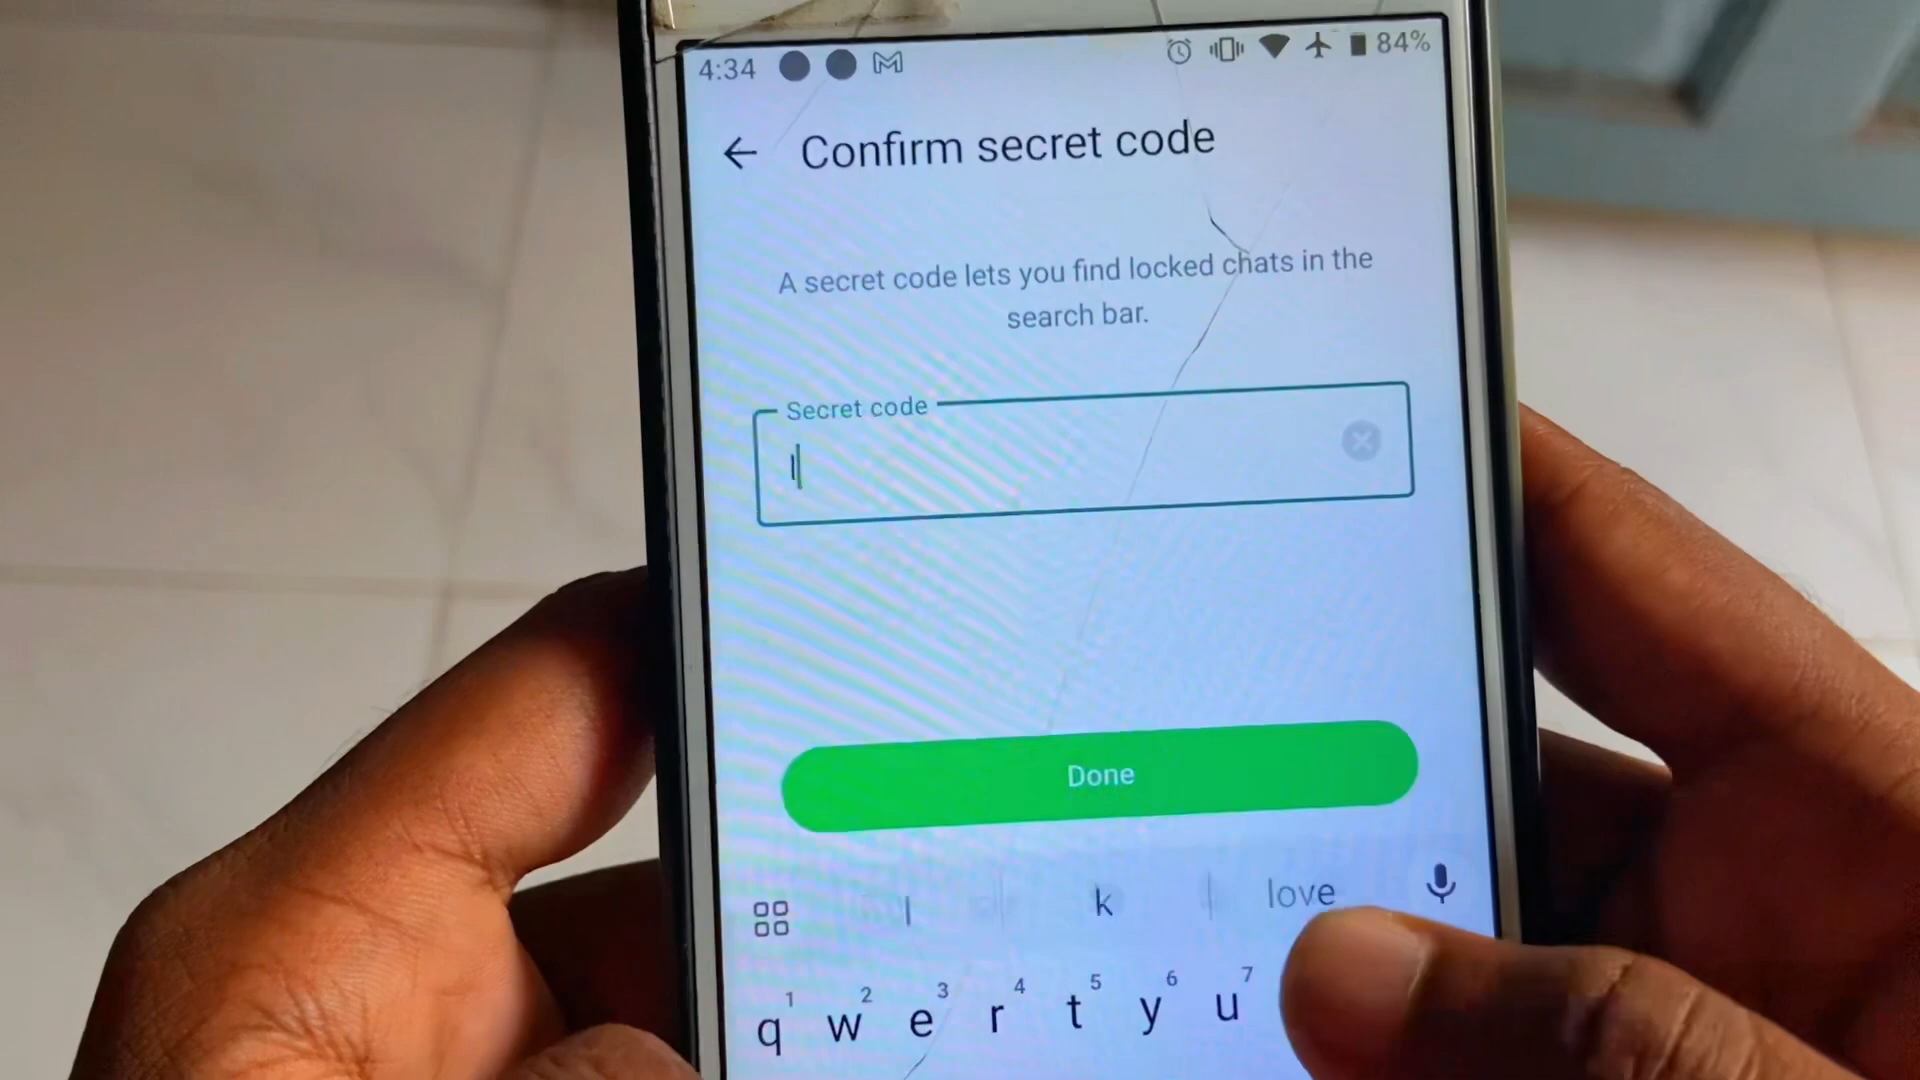 4:34 84%
Confirm secret code
A secret code lets you find locked chats in the
search bar.
Secret code
l
Done
l k love
1 2 3 4 5 6 7
q w e r t y u